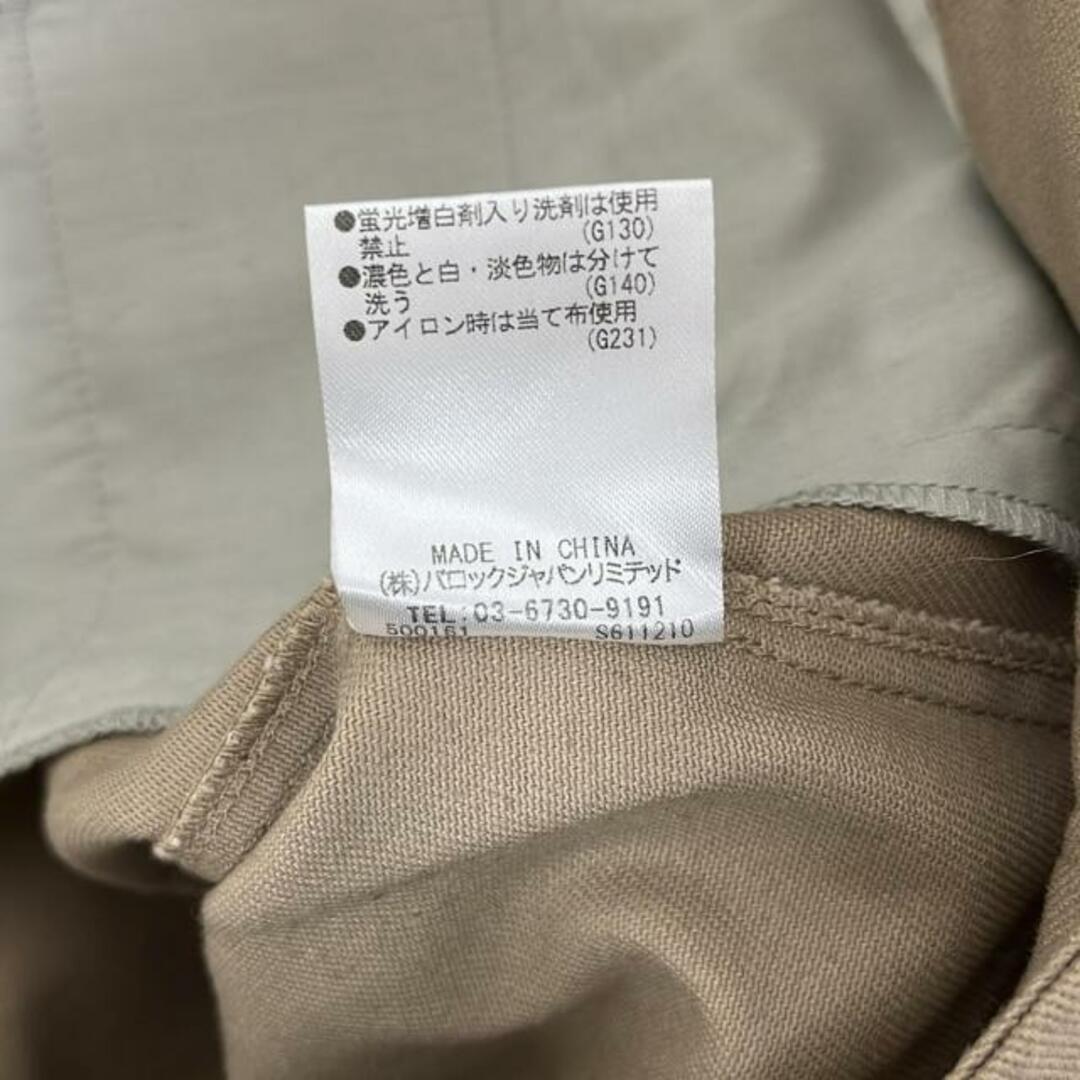 ●蛍光増白剤入り洗剤は使用
禁止 (G130)
●濃色と白・淡色物は分けて
洗う (G140)
●アイロン時は当て布使用
(G231)
MADE IN CHINA
(株)バロックジャパンリミテッド
TEL:03-6730-9191
500161 S611210